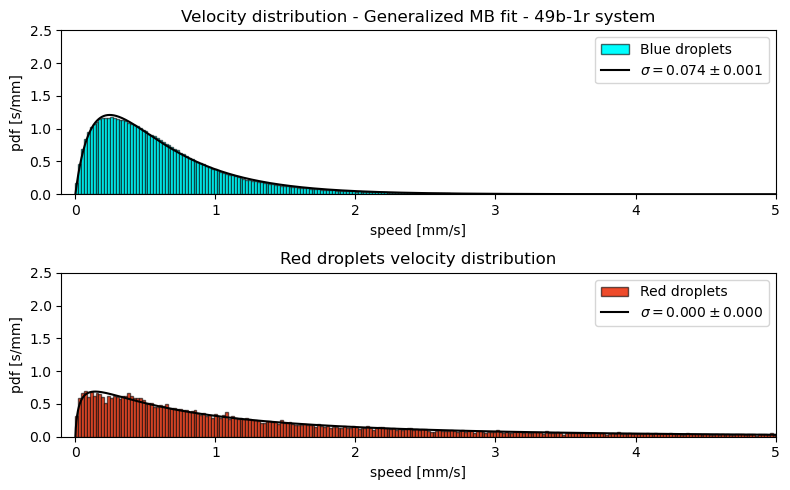 Velocity distribution - Generalized MB fit - 49b-1r system
2.5
2.0
1.5
1.0
0.5
0.0
pdf [s/mm]
Blue droplets
σ = 0.074 ± 0.001
0 1 2 3 4 5
speed [mm/s]
Red droplets velocity distribution
2.5
2.0
1.5
1.0
0.5
0.0
pdf [s/mm]
Red droplets
σ = 0.000 ± 0.000
0 1 2 3 4 5
speed [mm/s]